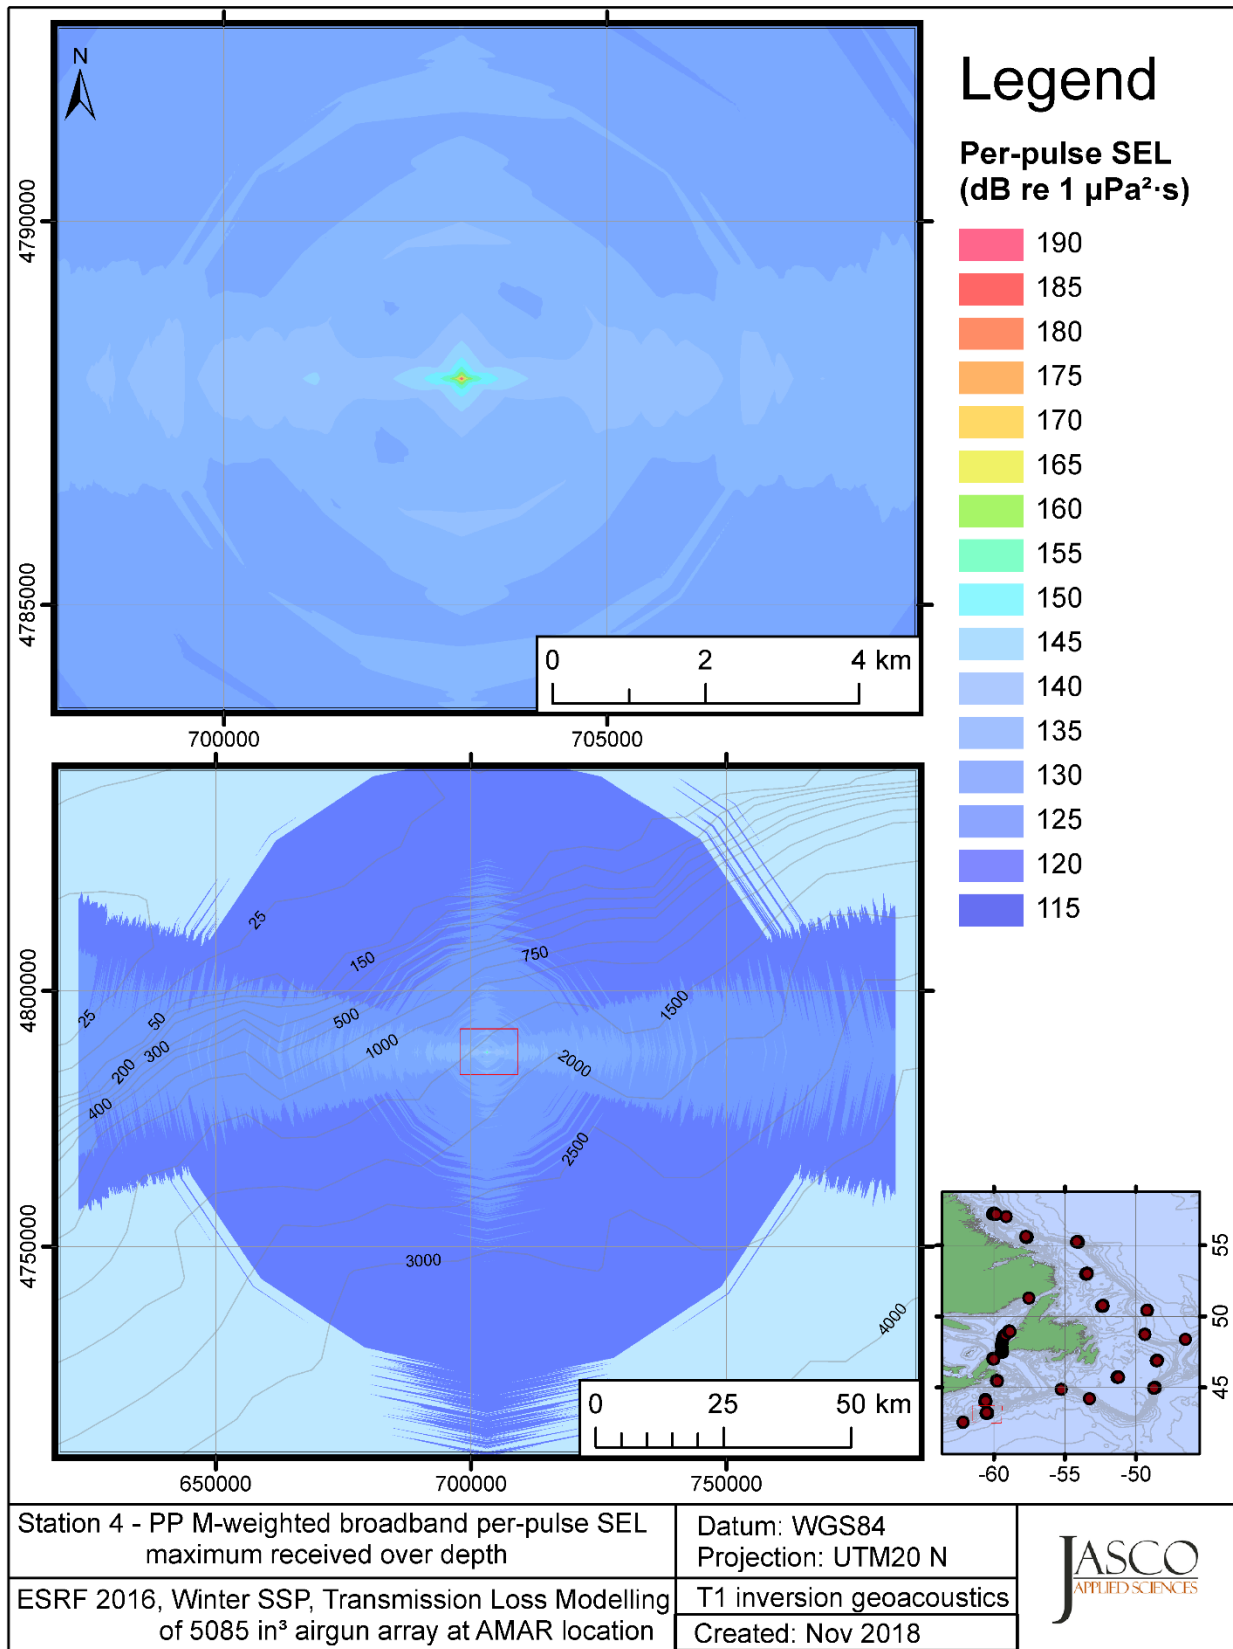 N
4790000
4785000
0 2 4 km
700000 705000
Legend
Per-pulse SEL
(dB re 1 µPa²·s)
190
185
180
175
170
165
160
155
150
145
140
135
130
125
120
115
4800000
4750000
25
150
750
25
50
200
300
400
500
1000
1500
2000
2500
3000
4000
0 25 50 km
650000 700000 750000
55
50
45
-60 -55 -50
Station 4 - PP M-weighted broadband per-pulse SEL
maximum received over depth
ESRF 2016, Winter SSP, Transmission Loss Modelling
of 5085 in³ airgun array at AMAR location
Datum: WGS84
Projection: UTM20 N
T1 inversion geoacoustics
Created: Nov 2018
JASCO
APPLIED SCIENCES